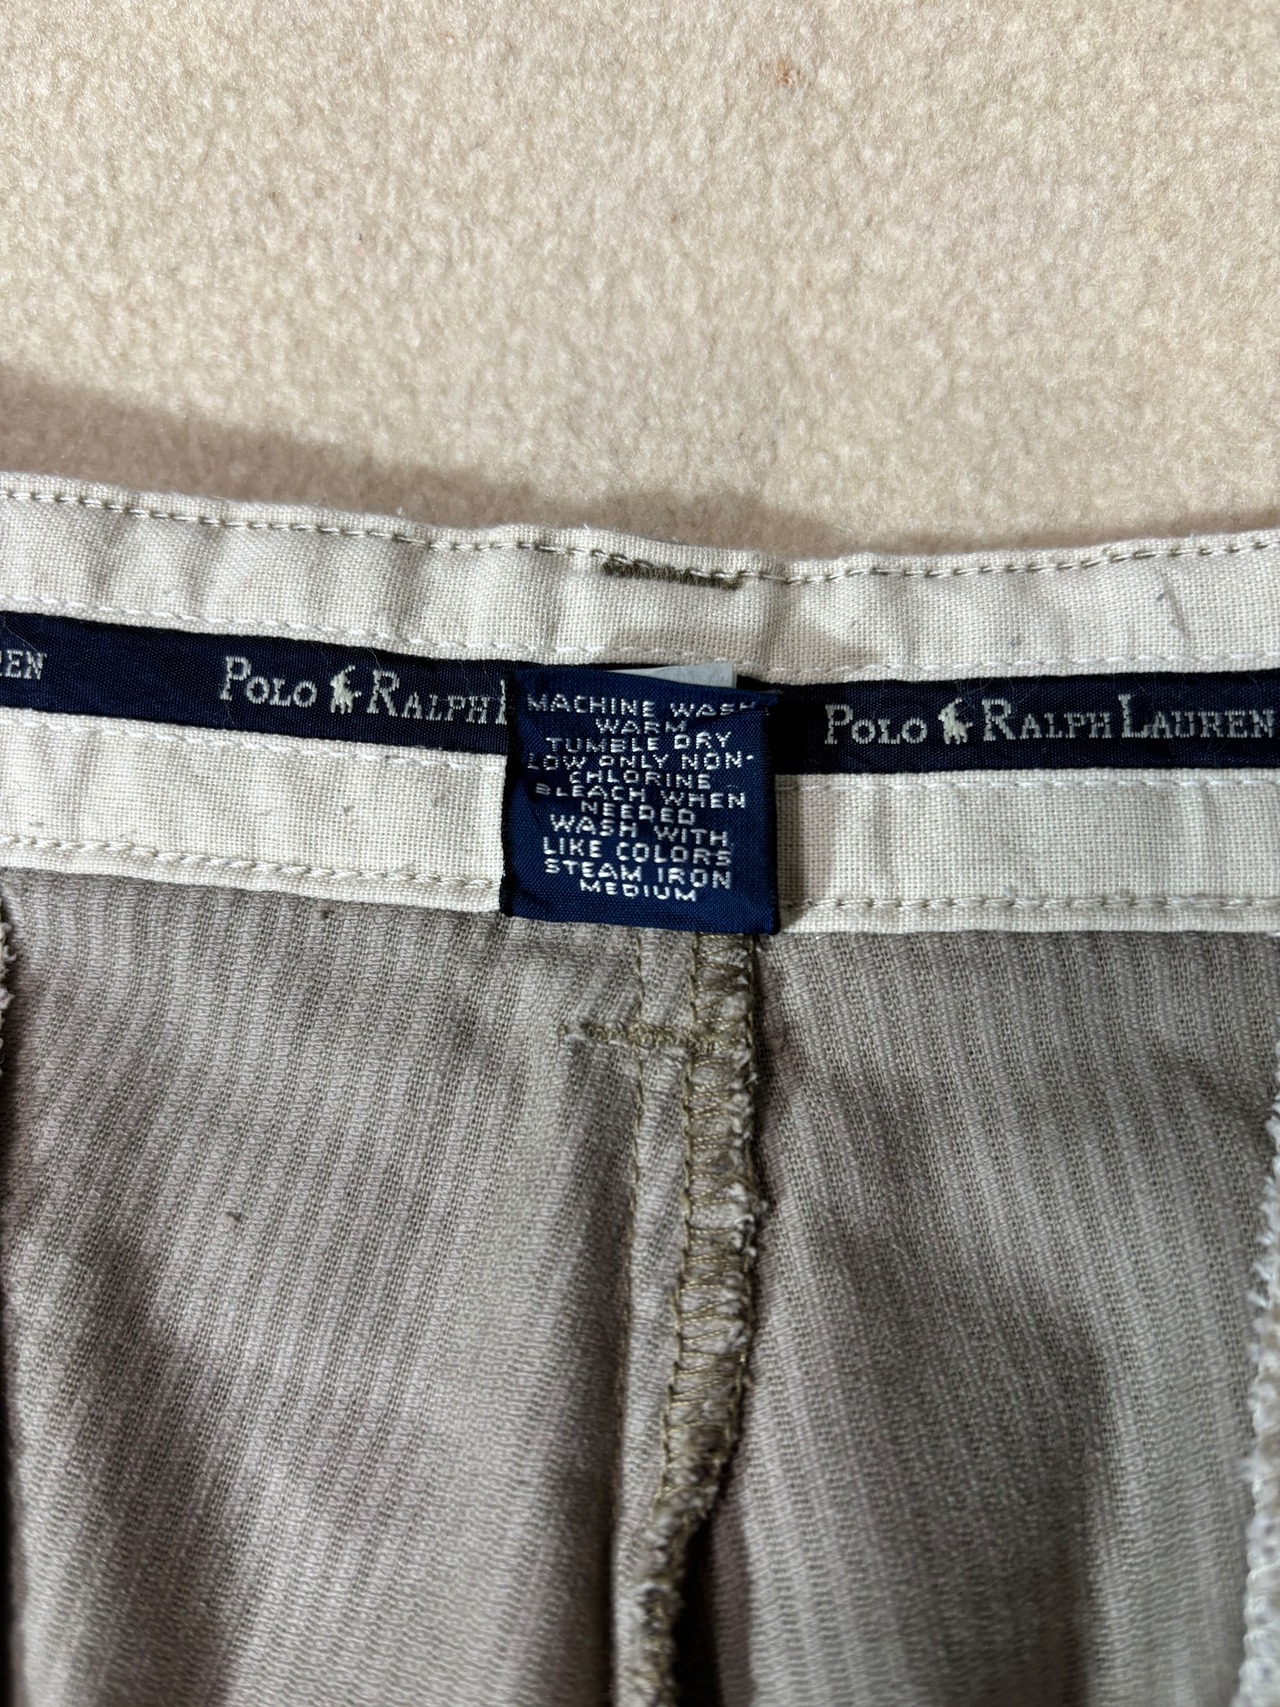 REN
POLO RALPH L
MACHINE WASH
WARM
TUMBLE DRY
LOW ONLY NON-
CHLORINE
BLEACH WHEN
NEEDED
WASH WITH
LIKE COLORS
STEAM IRON
MEDIUM
POLO RALPH LAUREN